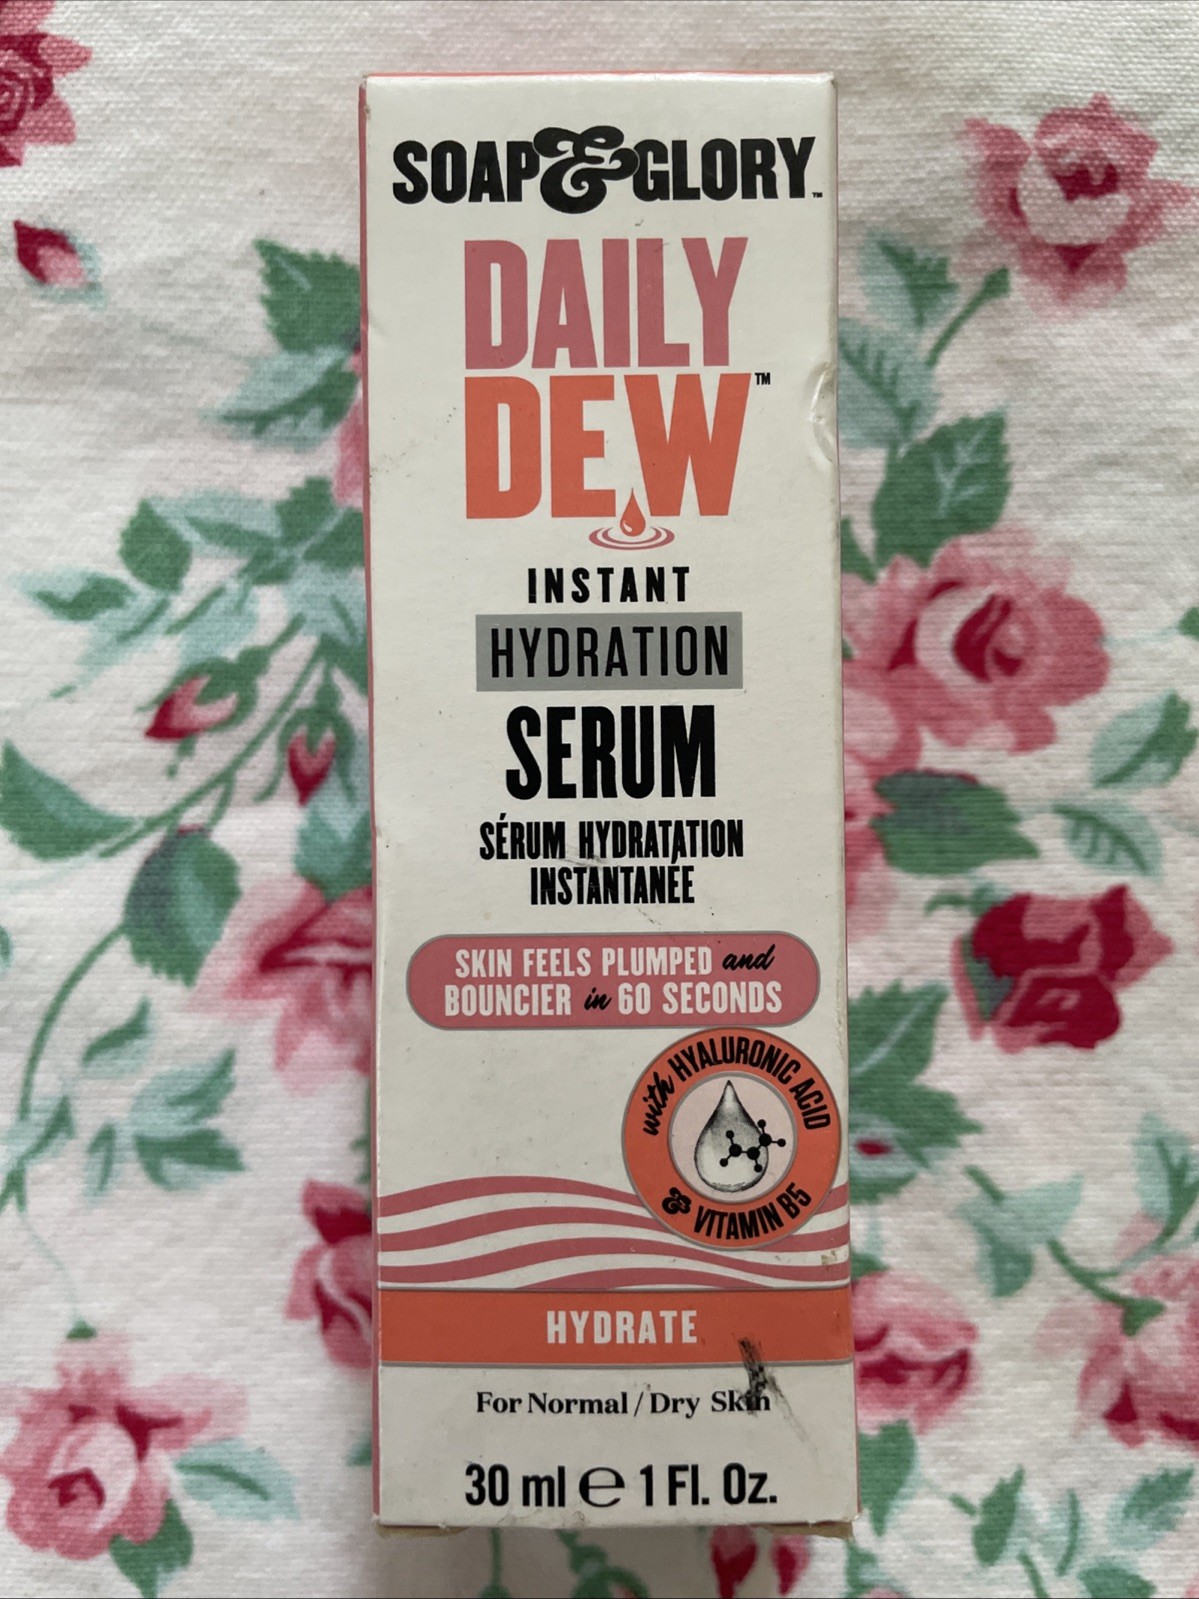 SOAP & GLORY™
DAILY
DEW™
INSTANT
HYDRATION
SERUM
SÉRUM HYDRATATION
INSTANTANÉE
SKIN FEELS PLUMPED and
BOUNCIER in 60 SECONDS
with HYALURONIC ACID
& VITAMIN B5
HYDRATE
For Normal / Dry Skin
30 ml ℮ 1 Fl. Oz.